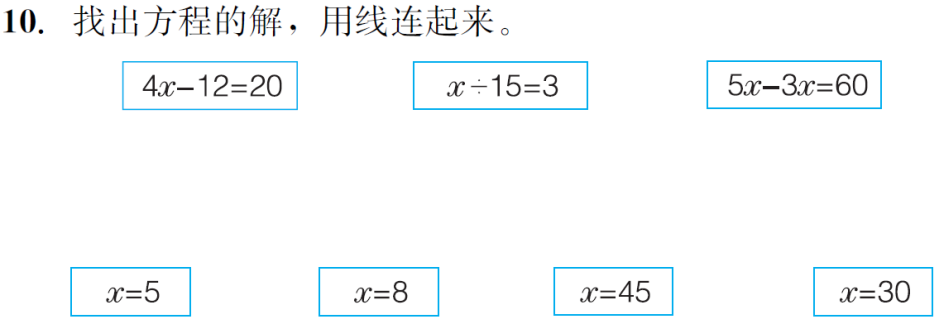 10. 找出方程的解，用线连起来。
4x−12=20 x÷15=3 5x−3x=60
x=5 x=8 x=45 x=30